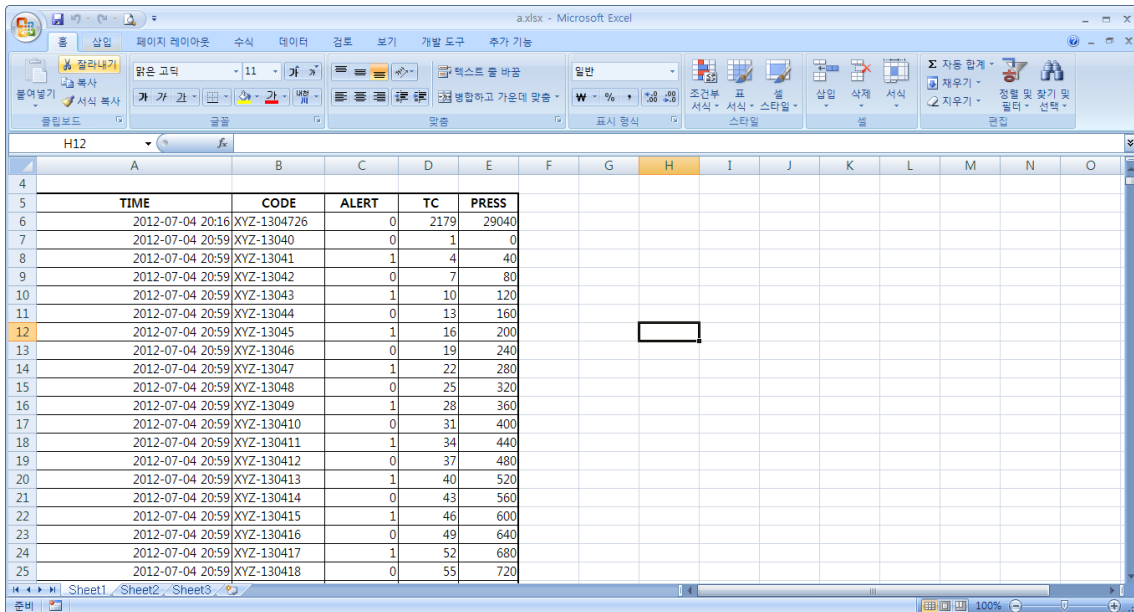 a.xlsx - Microsoft Excel
홈 삽입 페이지 레이아웃 수식 데이터 검토 보기 개발 도구 추가 기능
붙여넣기
잘라내기
복사
서식 복사
클립보드
맑은 고딕 11
가 가 가 가
글꼴
텍스트 줄 바꿈
병합하고 가운데 맞춤
맞춤
일반
₩ % ,
표시 형식
조건부 서식
표 서식
셀 스타일
스타일
삽입 삭제 서식
셀
Σ 자동 합계
채우기
지우기
정렬 및 필터
찾기 및 선택
편집
H12 fx
A B C D E F G H I J K L M N O
4
5 TIME CODE ALERT TC PRESS
6 2012-07-04 20:16 XYZ-1304726 0 2179 29040
7 2012-07-04 20:59 XYZ-13040 0 1 0
8 2012-07-04 20:59 XYZ-13041 1 4 40
9 2012-07-04 20:59 XYZ-13042 0 7 80
10 2012-07-04 20:59 XYZ-13043 1 10 120
11 2012-07-04 20:59 XYZ-13044 0 13 160
12 2012-07-04 20:59 XYZ-13045 1 16 200
13 2012-07-04 20:59 XYZ-13046 0 19 240
14 2012-07-04 20:59 XYZ-13047 1 22 280
15 2012-07-04 20:59 XYZ-13048 0 25 320
16 2012-07-04 20:59 XYZ-13049 1 28 360
17 2012-07-04 20:59 XYZ-130410 0 31 400
18 2012-07-04 20:59 XYZ-130411 1 34 440
19 2012-07-04 20:59 XYZ-130412 0 37 480
20 2012-07-04 20:59 XYZ-130413 1 40 520
21 2012-07-04 20:59 XYZ-130414 0 43 560
22 2012-07-04 20:59 XYZ-130415 1 46 600
23 2012-07-04 20:59 XYZ-130416 0 49 640
24 2012-07-04 20:59 XYZ-130417 1 52 680
25 2012-07-04 20:59 XYZ-130418 0 55 720
Sheet1 Sheet2 Sheet3
준비 100%